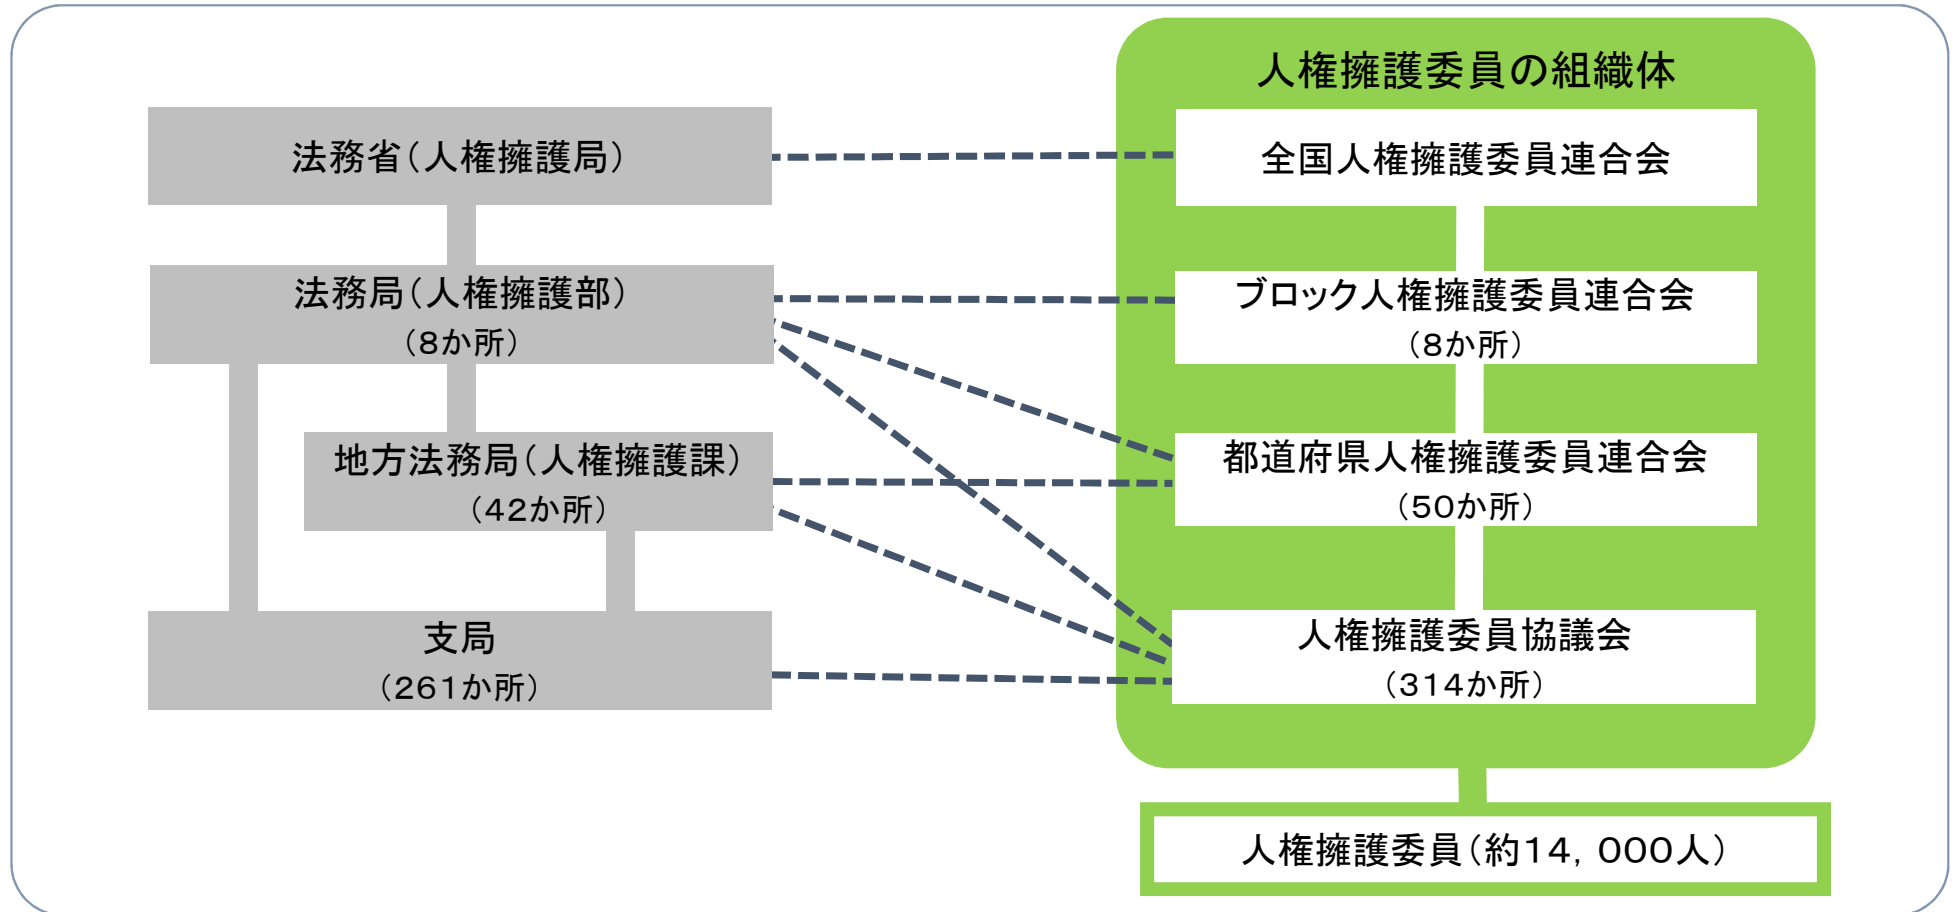 人権擁護委員の組織体
法務省（人権擁護局）
全国人権擁護委員連合会
法務局（人権擁護部）
（８か所）
ブロック人権擁護委員連合会
（８か所）
地方法務局（人権擁護課）
（４２か所）
都道府県人権擁護委員連合会
（５０か所）
支局
（２６１か所）
人権擁護委員協議会
（３１４か所）
人権擁護委員（約１４，０００人）